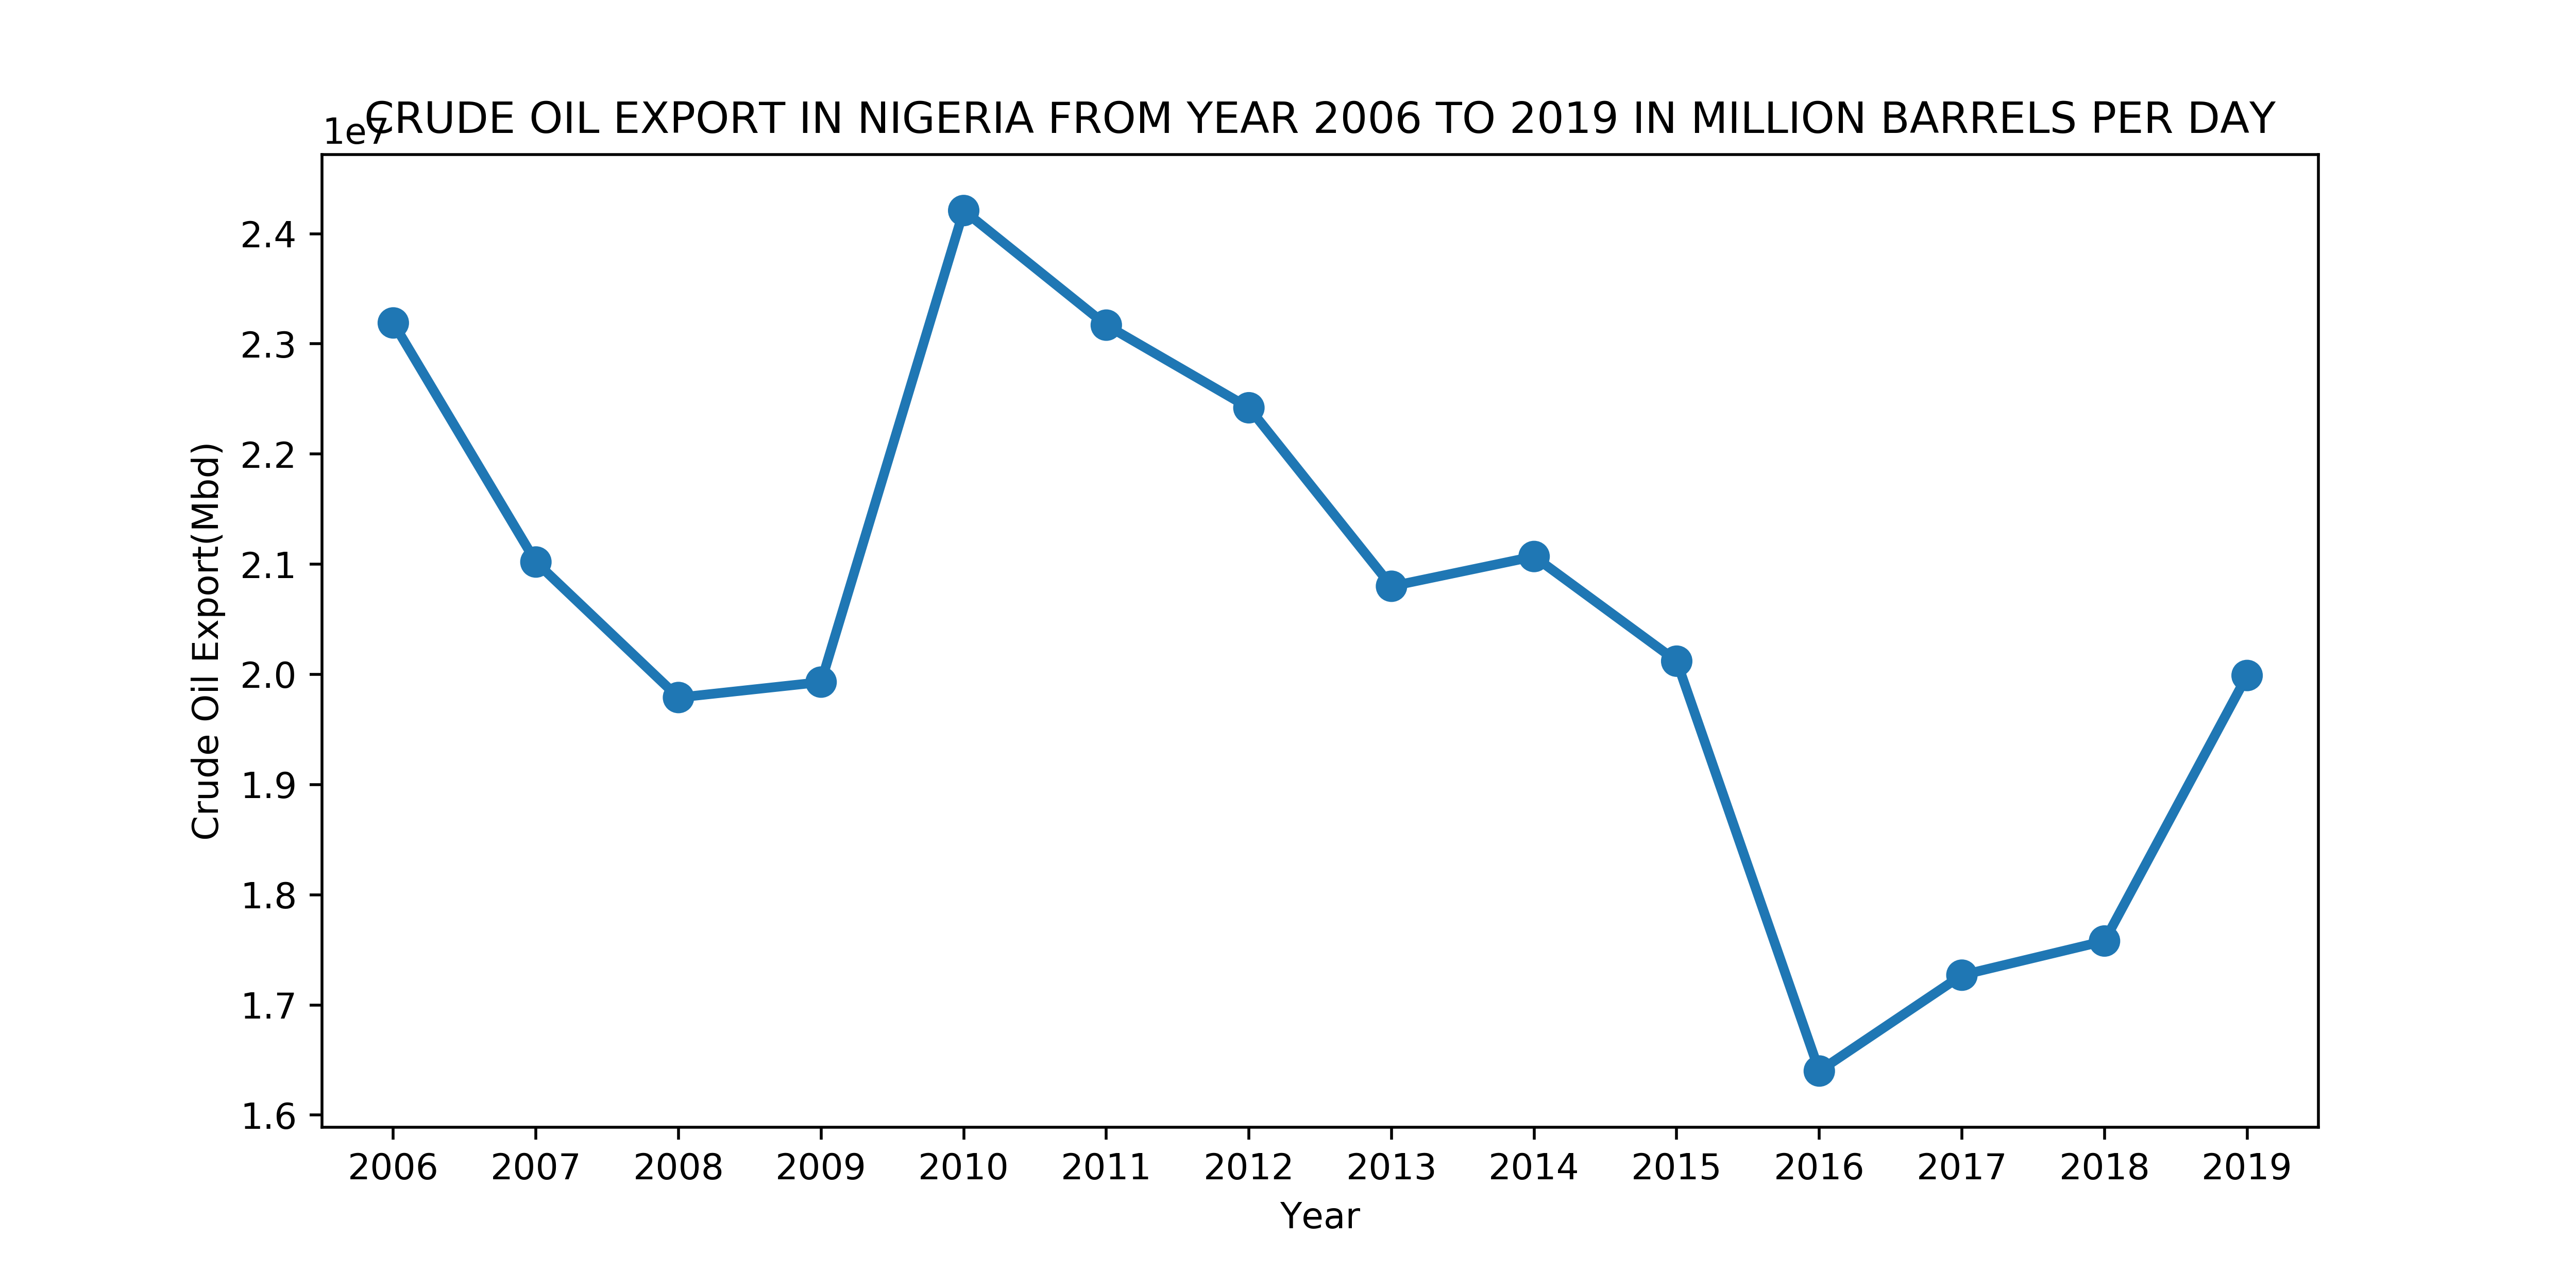 CRUDE OIL EXPORT IN NIGERIA FROM YEAR 2006 TO 2019 IN MILLION BARRELS PER DAY
1e7
2.4
2.3
2.2
2.1
2.0
1.9
1.8
1.7
1.6
Crude Oil Export(Mbd)
2006 2007 2008 2009 2010 2011 2012 2013 2014 2015 2016 2017 2018 2019
Year